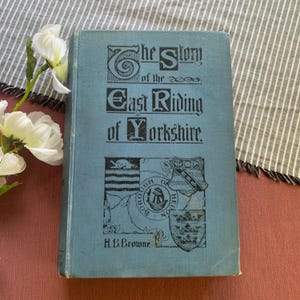 The Story
of the
East Riding
of Yorkshire.
H. B. Browne